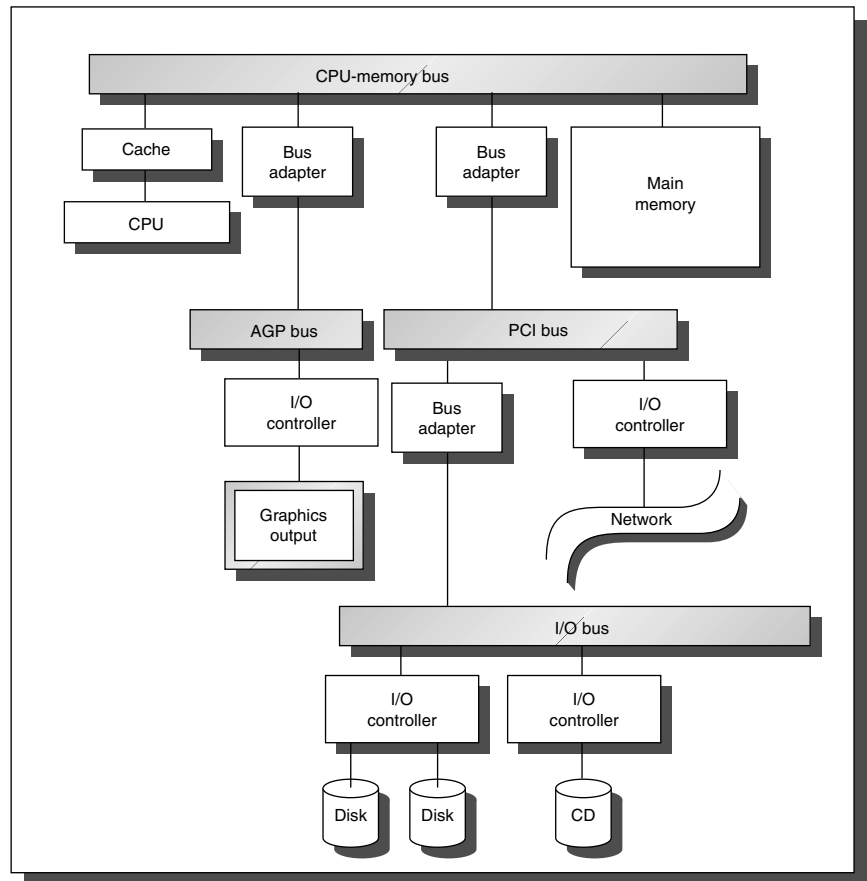 CPU-memory bus
Cache
Bus
adapter
Bus
adapter
Main
memory
CPU
AGP bus
PCI bus
I/O
controller
Bus
adapter
I/O
controller
Graphics
output
Network
I/O bus
I/O
controller
I/O
controller
Disk
Disk
CD